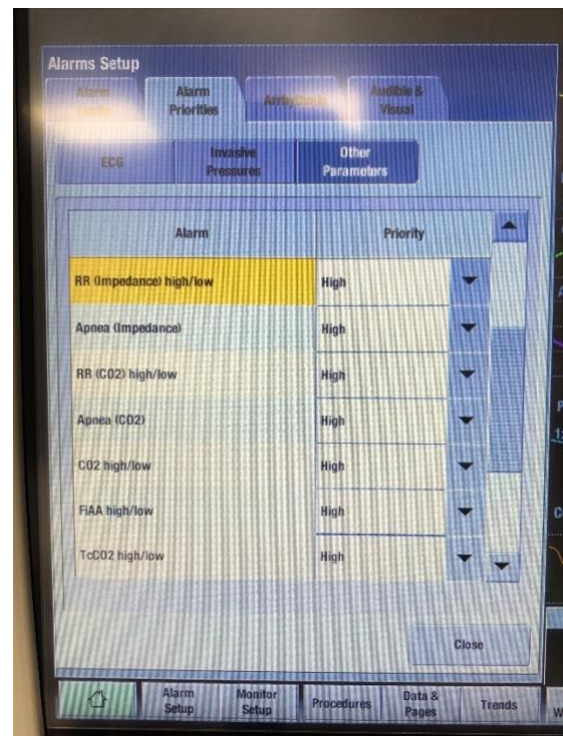 Alarms Setup
Alarm
Alarm
Priorities
Arrhythmia
Audible &
Visual
ECG
Invasive
Pressures
Other
Parameters
Alarm
Priority
RR (Impedance) high/low
High
Apnea (Impedance)
High
RR (CO2) high/low
High
Apnea (CO2)
High
CO2 high/low
High
FiAA high/low
High
TcCO2 high/low
High
Close
Alarm
Setup
Monitor
Setup
Procedures
Data &
Pages
Trends